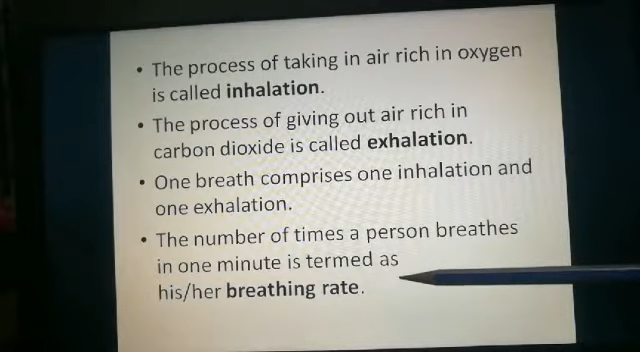 • The process of taking in air rich in oxygen
is called inhalation.
• The process of giving out air rich in
carbon dioxide is called exhalation.
• One breath comprises one inhalation and
one exhalation.
• The number of times a person breathes
in one minute is termed as
his/her breathing rate.